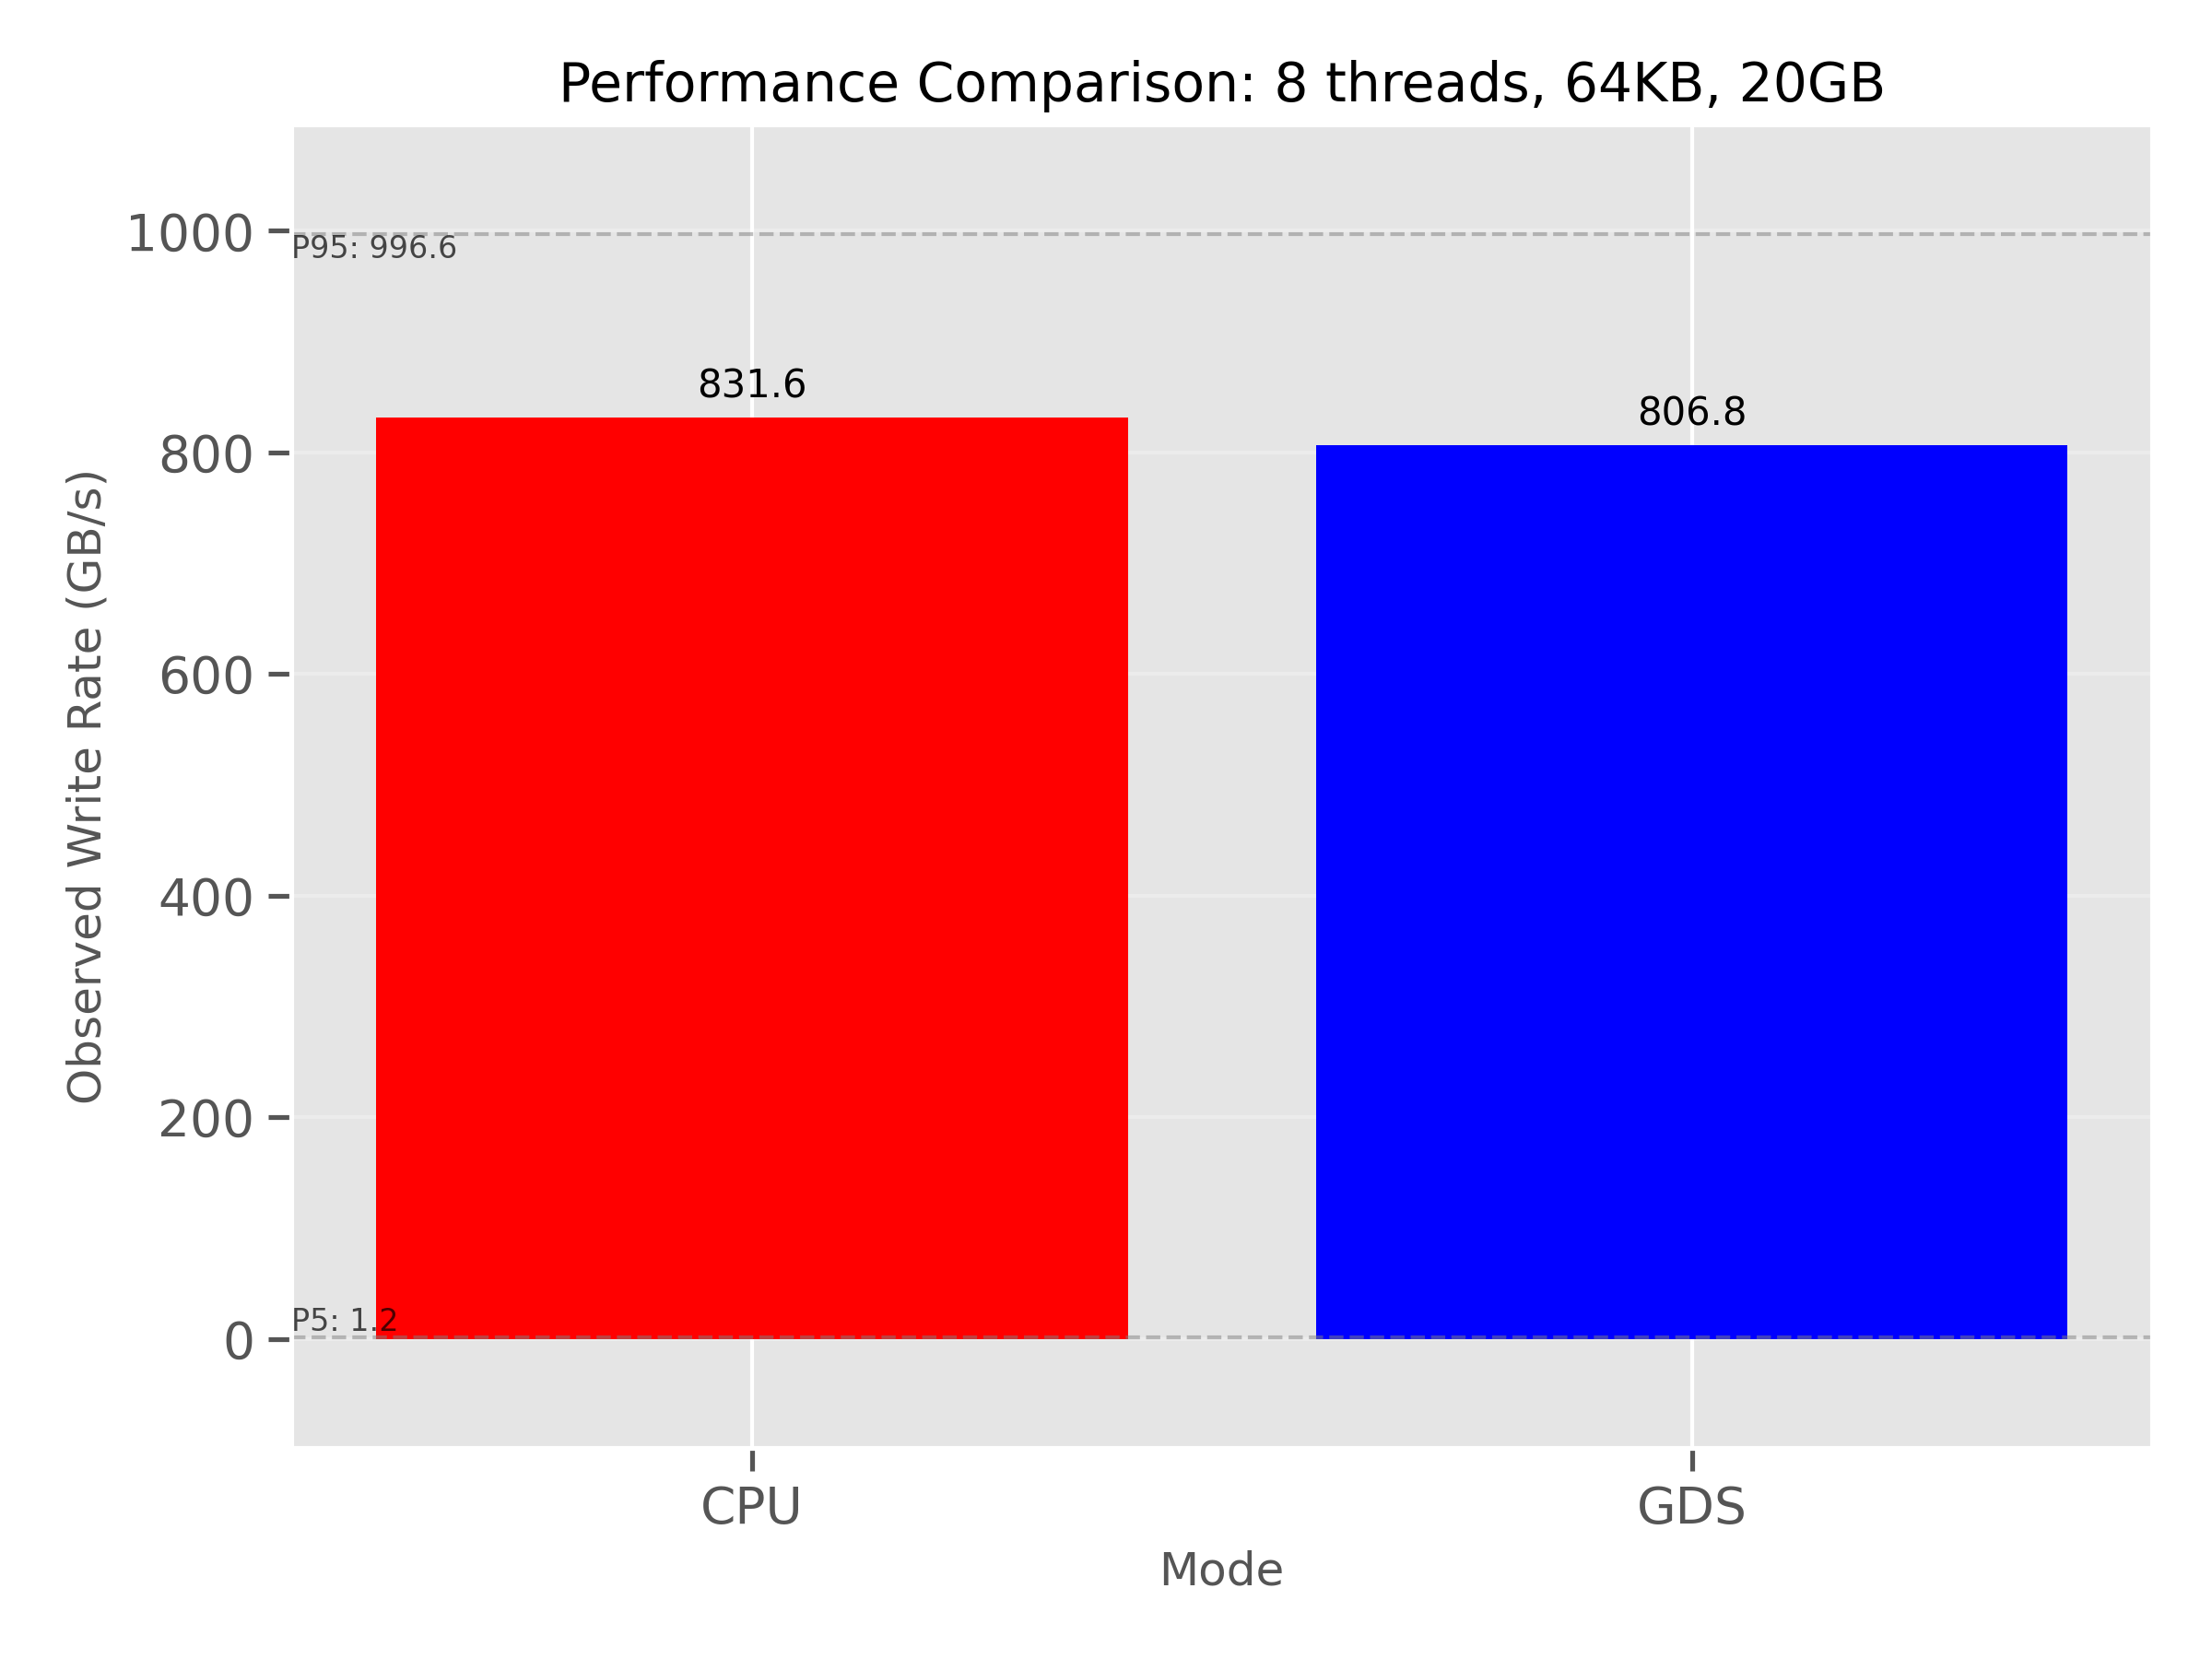 Performance Comparison: 8 threads, 64KB, 20GB
Observed Write Rate (GB/s)
1000
P95: 996.6
831.6
806.8
800
600
400
200
P5: 1.2
0
CPU
GDS
Mode